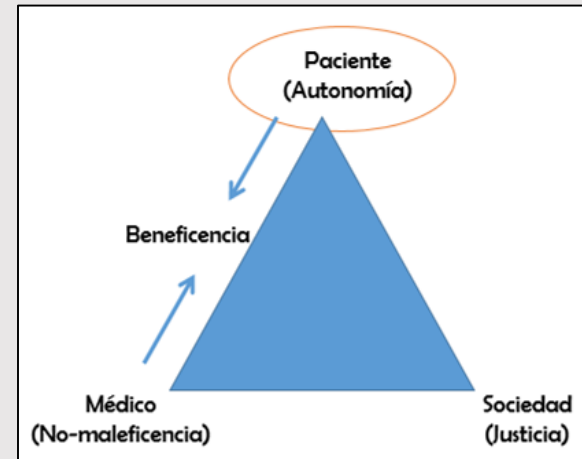 Paciente
(Autonomía)
Beneficencia
Médico
(No-maleficencia)
Sociedad
(Justicia)